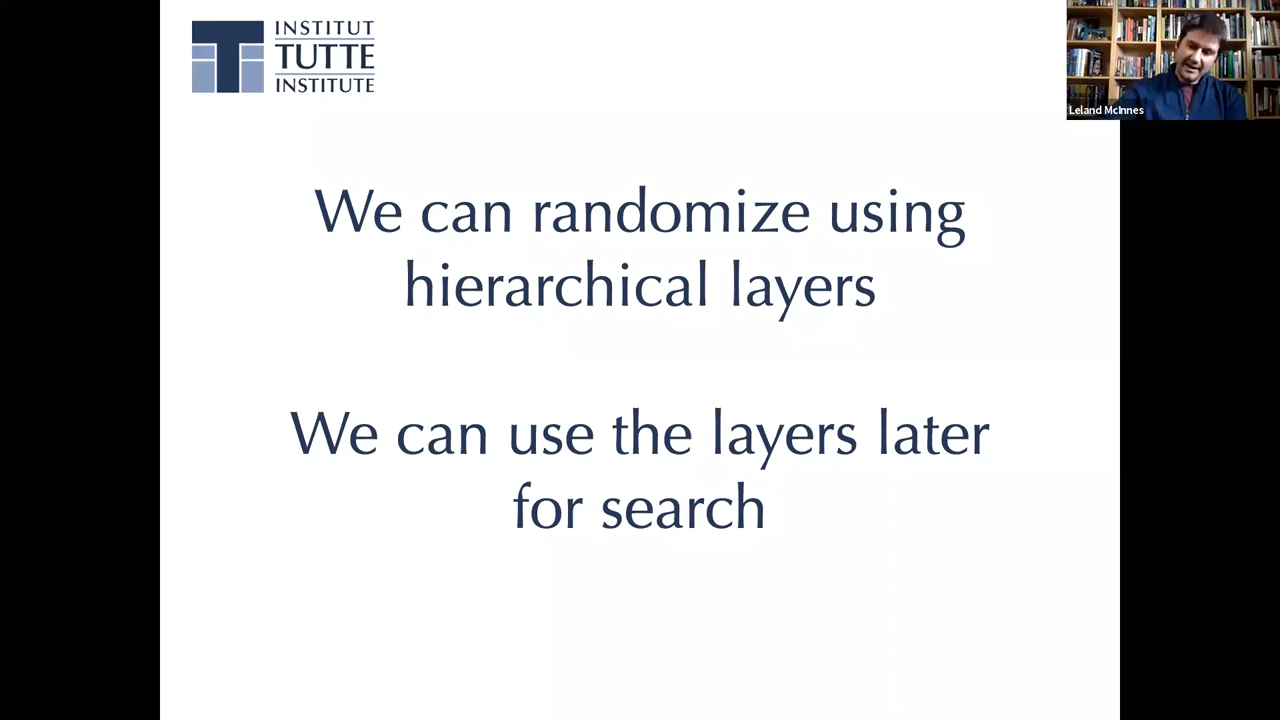 INSTITUT
TUTTE
INSTITUTE
Leland McInnes
We can randomize using
hierarchical layers
We can use the layers later
for search